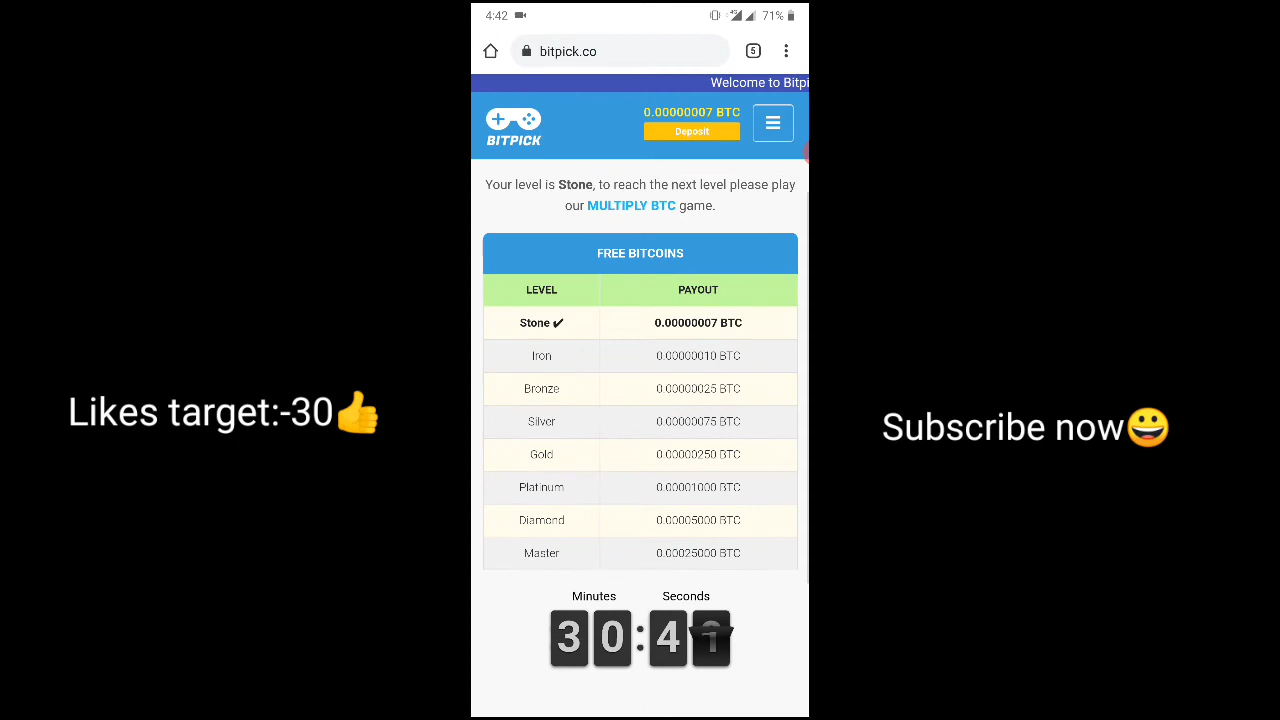 4:42
4G
71%
bitpick.co
5
Welcome to Bitpi
0.00000007 BTC
Deposit
BITPICK
Your level is Stone, to reach the next level please play
our MULTIPLY BTC game.
FREE BITCOINS
LEVEL PAYOUT
Stone ✔ 0.00000007 BTC
Iron 0.00000010 BTC
Bronze 0.00000025 BTC
Silver 0.00000075 BTC
Gold 0.00000250 BTC
Platinum 0.00001000 BTC
Diamond 0.00005000 BTC
Master 0.00025000 BTC
Minutes Seconds
30:4
Likes target:-30👍
Subscribe now😀